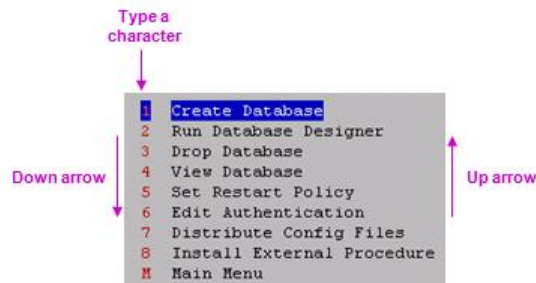 Type a
character
1 Create Database
2 Run Database Designer
3 Drop Database
4 View Database
5 Set Restart Policy
6 Edit Authentication
7 Distribute Config Files
8 Install External Procedure
M Main Menu
Down arrow
Up arrow